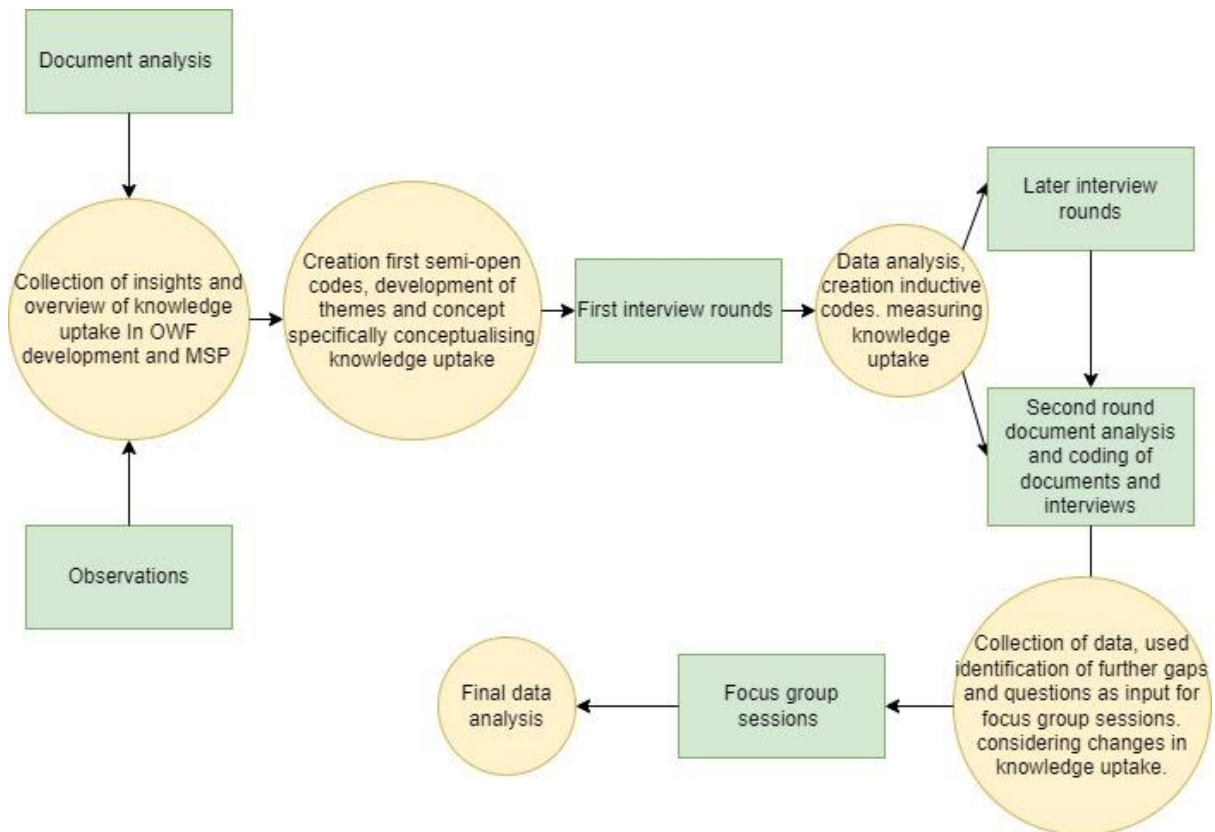 Document analysis
Collection of insights and
overview of knowledge
uptake In OWF
development and MSP
Observations
Creation first semi-open
codes, development of
themes and concept
specifically conceptualising
knowledge uptake
First interview rounds
Data analysis,
creation inductive
codes. measuring
knowledge
uptake
Later interview
rounds
Second round
document analysis
and coding of
documents and
interviews
Collection of data, used
identification of further gaps
and questions as input for
focus group sessions.
considering changes in
knowledge uptake.
Focus group
sessions
Final data
analysis